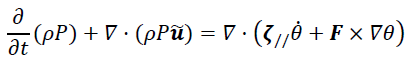 ∂/∂t (ρP) + ∇ · (ρPũ) = ∇ · (ζ_// θ̇ + F × ∇θ)